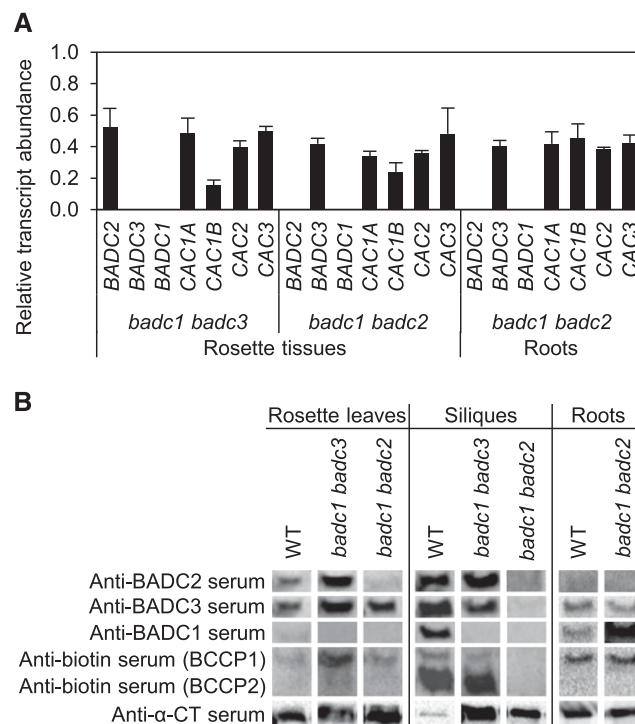 A
Relative transcript abundance
1.0
0.8
0.6
0.4
0.2
0.0
BADC2 BADC3 BADC1 CAC1A CAC1B CAC2 CAC3 BADC2 BADC3 BADC1 CAC1A CAC1B CAC2 CAC3 BADC2 BADC3 BADC1 CAC1A CAC1B CAC2 CAC3
badc1 badc3 badc1 badc2 badc1 badc2
Rosette tissues Roots
B
Rosette leaves Siliques Roots
WT badc1 badc3 badc1 badc2 WT badc1 badc3 badc1 badc2 WT badc1 badc2
Anti-BADC2 serum
Anti-BADC3 serum
Anti-BADC1 serum
Anti-biotin serum (BCCP1)
Anti-biotin serum (BCCP2)
Anti-α-CT serum